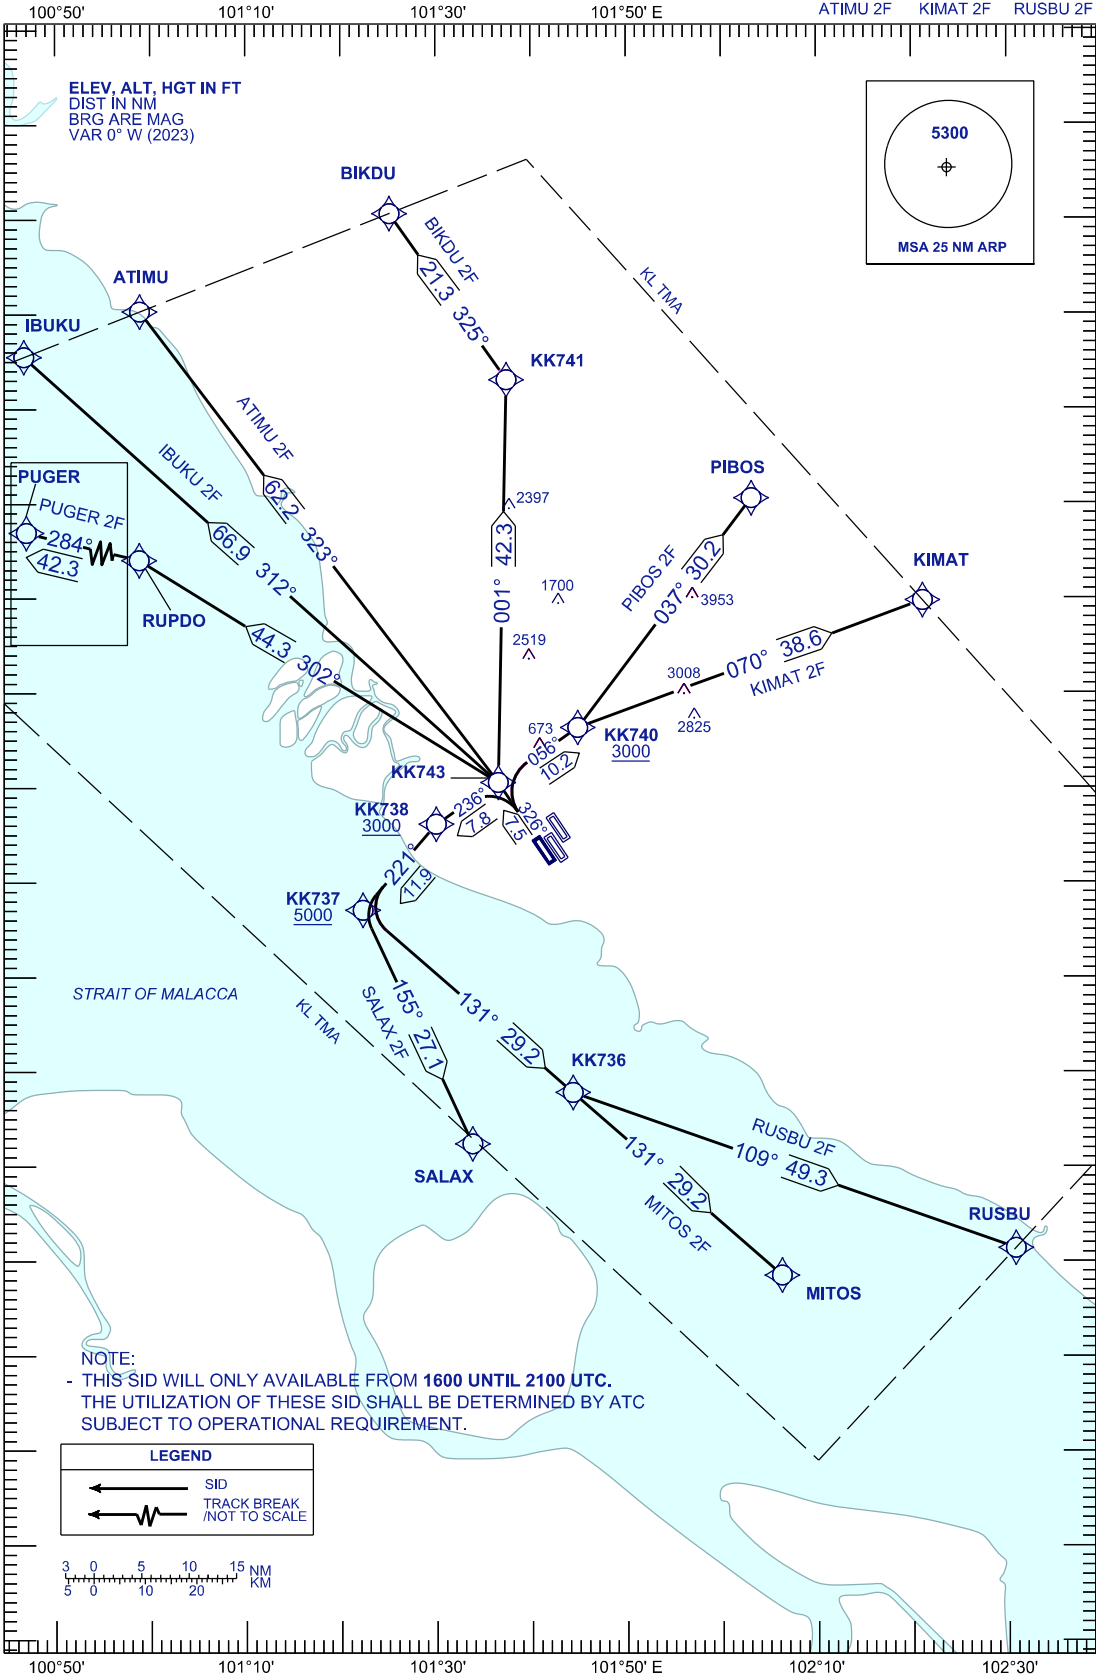 100°50'
101°10'
101°30'
101°50' E
ATIMU 2F KIMAT 2F RUSBU 2F
ELEV, ALT, HGT IN FT
DIST IN NM
BRG ARE MAG
VAR 0° W (2023)
5300
MSA 25 NM ARP
BIKDU
BIKDU 2F
21.3 325°
KL TMA
ATIMU
IBUKU
KK741
ATIMU 2F
62.2 323°
IBUKU 2F
66.9 312°
PUGER
PUGER 2F
284°
42.3
RUPDO
44.3 302°
2397
001° 42.3
1700
2519
PIBOS
PIBOS 2F
037° 30.2
3953
KIMAT
070° 38.6
KIMAT 2F
3008
2825
673
KK740
3000
056°
10.2
KK743
KK738
3000
236°
7.8
326°
7.5
221°
11.9
KK737
5000
STRAIT OF MALACCA
KL TMA
155° 27.1
SALAX 2F
131° 29.2
KK736
SALAX
RUSBU 2F
109° 49.3
131° 29.2
MITOS 2F
RUSBU
MITOS
NOTE:
- THIS SID WILL ONLY AVAILABLE FROM 1600 UNTIL 2100 UTC.
THE UTILIZATION OF THESE SID SHALL BE DETERMINED BY ATC
SUBJECT TO OPERATIONAL REQUIREMENT.
LEGEND
SID
TRACK BREAK
/NOT TO SCALE
3 0 5 10 15 NM
5 0 10 20 KM
100°50'
101°10'
101°30'
101°50' E
102°10'
102°30'